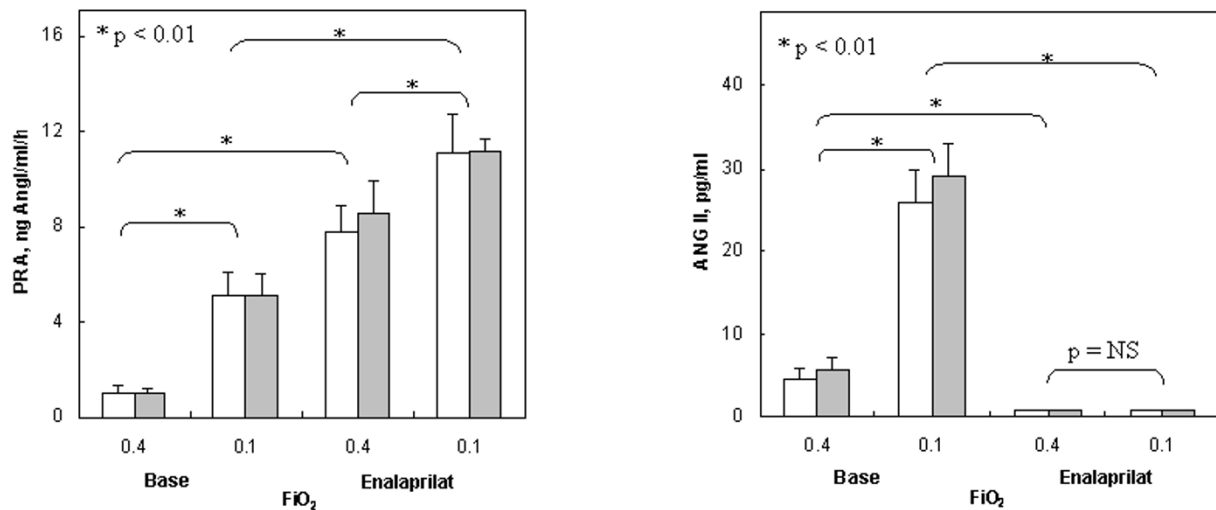 * p < 0.01
*
*
*
*
PRA, ng AngI/ml/h
16
12
8
4
0
0.4 0.1 0.4 0.1
Base Enalaprilat
FiO₂
* p < 0.01
*
*
*
p = NS
ANG II, pg/ml
40
30
20
10
0
0.4 0.1 0.4 0.1
Base Enalaprilat
FiO₂